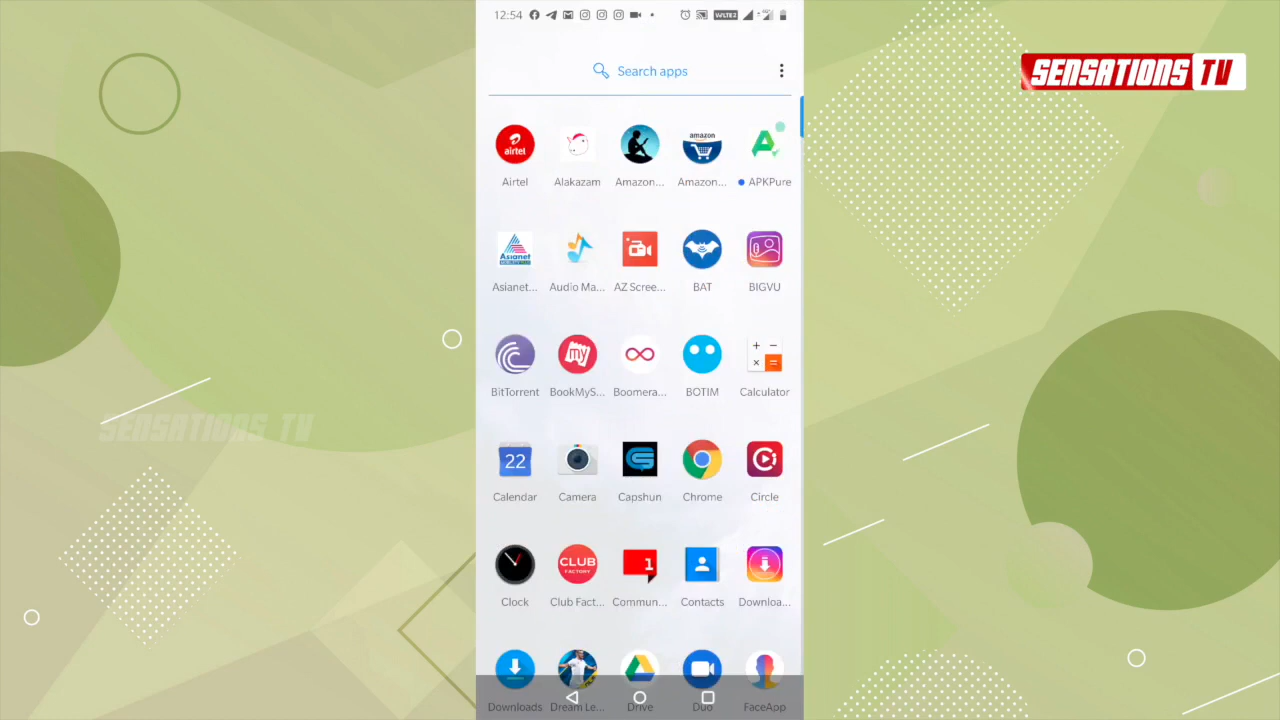 12:54 VoLTE2
SENSATIONS TV
Search apps
airtel amazon
Airtel Alakazam Amazon... Amazon... APKPure
Asianet
Asianet... Audio Ma... AZ Scree... BAT BIGVU
my
BitTorrent BookMyS... Boomera... BOTIM Calculator
SENSATIONS TV
22
Calendar Camera Capshun Chrome Circle
CLUB FACTORY 1
Clock Club Fact... Commun... Contacts Downloa...
Downloads Dream Le... Drive Duo FaceApp